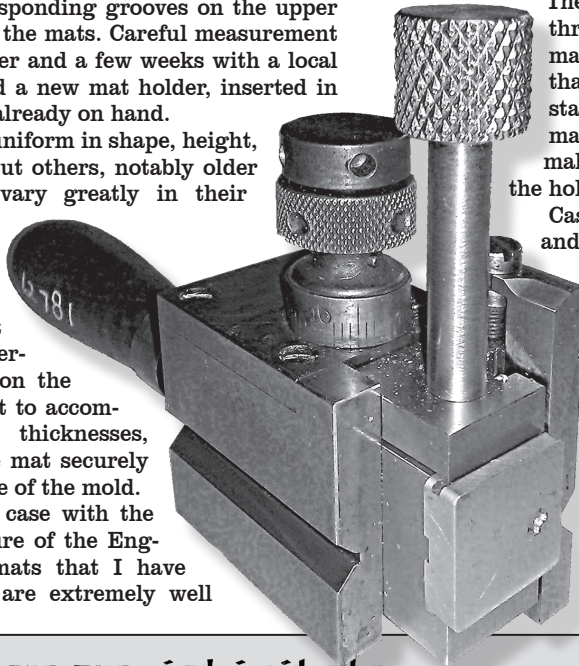 sponding grooves on the upper
the mats. Careful measurement
er and a few weeks with a local
d a new mat holder, inserted in
already on hand.
uniform in shape, height,
ut others, notably older
vary greatly in their
er-
on the
t to accom-
thicknesses,
mat securely
e of the mold.
case with the
ure of the Eng-
mats that I have
are extremely well
The
thr
ma
tha
sta
ma
mal
the hol
Cas
and
6781